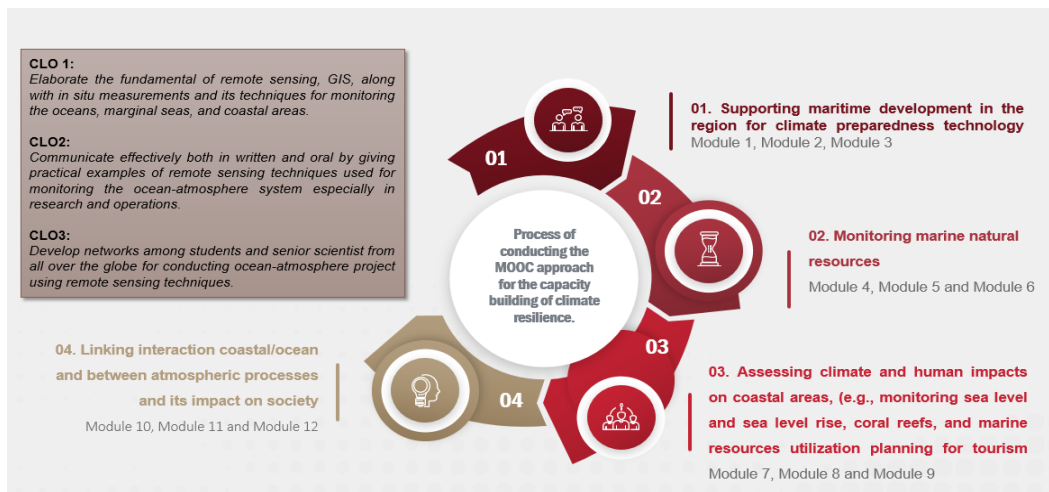 CLO 1:
Elaborate the fundamental of remote sensing, GIS, along
with in situ measurements and its techniques for monitoring
the oceans, marginal seas, and coastal areas.
CLO2:
Communicate effectively both in written and oral by giving
practical examples of remote sensing techniques used for
monitoring the ocean-atmosphere system especially in
research and operations.
CLO3:
Develop networks among students and senior scientist from
all over the globe for conducting ocean-atmosphere project
using remote sensing techniques.
01
02
03
04
Process of
conducting the
MOOC approach
for the capacity
building of climate
resilience.
01. Supporting maritime development in the
region for climate preparedness technology
Module 1, Module 2, Module 3
02. Monitoring marine natural
resources
Module 4, Module 5 and Module 6
03. Assessing climate and human impacts
on coastal areas, (e.g., monitoring sea level
and sea level rise, coral reefs, and marine
resources utilization planning for tourism
Module 7, Module 8 and Module 9
04. Linking interaction coastal/ocean
and between atmospheric processes
and its impact on society
Module 10, Module 11 and Module 12